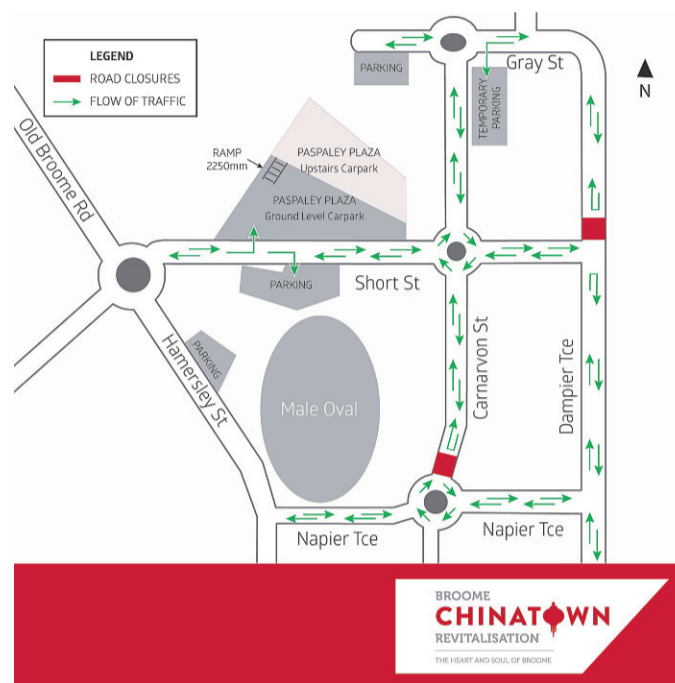 LEGEND
ROAD CLOSURES
FLOW OF TRAFFIC
PARKING
Gray St
TEMPORARY
PARKING
N
Old Broome Rd
RAMP
2250mm
PASPALEY PLAZA
Upstairs Carpark
PASPALEY PLAZA
Ground Level Carpark
PARKING
Short St
PARKING
Hamersley St
Male Oval
Carnarvon St
Dampier Tce
Napier Tce
Napier Tce
BROOME
CHINATOWN
REVITALISATION
THE HEART AND SOUL OF BROOME